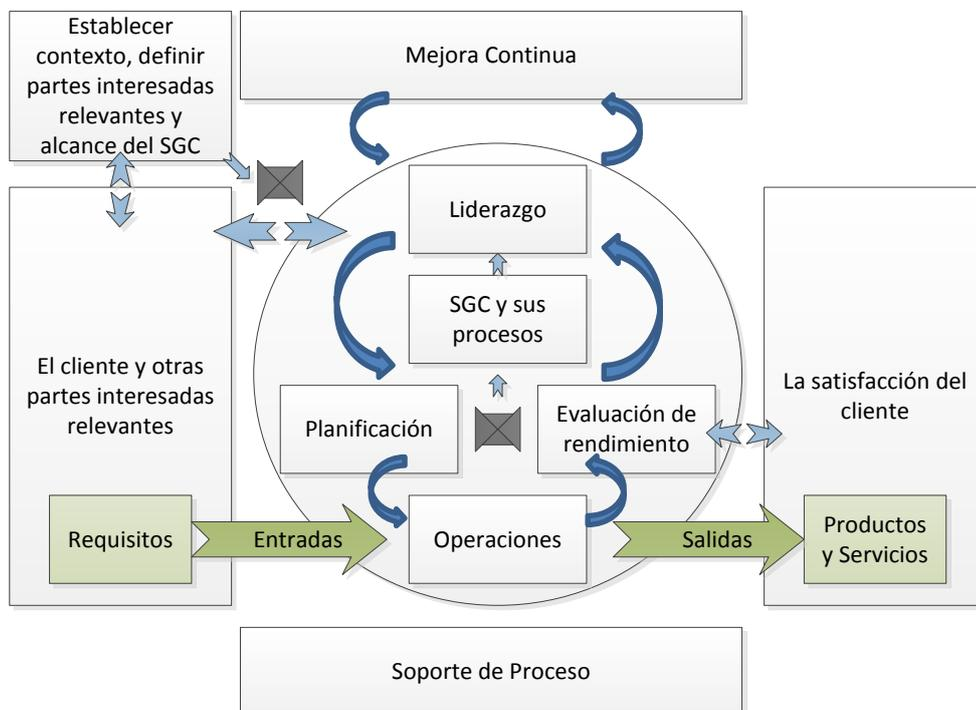 Establecer
contexto, definir
partes interesadas
relevantes y
alcance del SGC
Mejora Continua
Liderazgo
SGC y sus
procesos
El cliente y otras
partes interesadas
relevantes
La satisfacción del
cliente
Planificación
Evaluación de
rendimiento
Requisitos
Entradas
Operaciones
Salidas
Productos
y Servicios
Soporte de Proceso